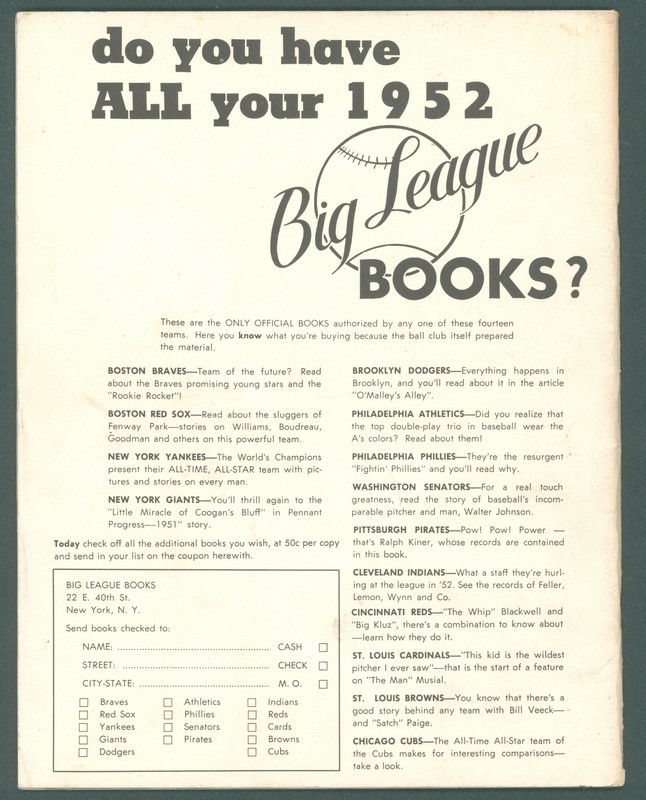 do you have
ALL your 1952
Big League
BOOKS?
These are the ONLY OFFICIAL BOOKS authorized by any one of these fourteen
teams. Here you know what you're buying because the ball club itself prepared
the material.
BOSTON BRAVES—Team of the future? Read
about the Braves promising young stars and the
"Rookie Rocket"!
BOSTON RED SOX—Read about the sluggers of
Fenway Park—stories on Williams, Boudreau,
Goodman and others on this powerful team.
NEW YORK YANKEES—The World's Champions
present their ALL-TIME, ALL-STAR team with pic-
tures and stories on every man.
NEW YORK GIANTS—You'll thrill again to the
"Little Miracle of Coogan's Bluff" in Pennant
Progress—1951" story.
Today check off all the additional books you wish, at 50c per copy
and send in your list on the coupon herewith.
BIG LEAGUE BOOKS
22 E. 40th St.
New York, N. Y.
Send books checked to:
NAME: CASH
STREET: CHECK
CITY-STATE: M. O.
Braves Athletics Indians
Red Sox Phillies Reds
Yankees Senators Cards
Giants Pirates Browns
Dodgers Cubs
BROOKLYN DODGERS—Everything happens in
Brooklyn, and you'll read about it in the article
"O'Malley's Alley".
PHILADELPHIA ATHLETICS—Did you realize that
the top double-play trio in baseball wear the
A's colors? Read about them!
PHILADELPHIA PHILLIES—They're the resurgent
"Fightin' Phillies" and you'll read why.
WASHINGTON SENATORS—For a real touch
greatness, read the story of baseball's incom-
parable pitcher and man, Walter Johnson.
PITTSBURGH PIRATES—Pow! Pow! Power —
that's Ralph Kiner, whose records are contained
in this book.
CLEVELAND INDIANS—What a staff they're hurl-
ing at the league in '52. See the records of Feller,
Lemon, Wynn and Co.
CINCINNATI REDS—"The Whip" Blackwell and
"Big Kluz", there's a combination to know about
—learn how they do it.
ST. LOUIS CARDINALS—"This kid is the wildest
pitcher I ever saw"—that is the start of a feature
on "The Man" Musial.
ST. LOUIS BROWNS—You know that there's a
good story behind any team with Bill Veeck—
and "Satch" Paige.
CHICAGO CUBS—The All-Time All-Star team of
the Cubs makes for interesting comparisons—
take a look.